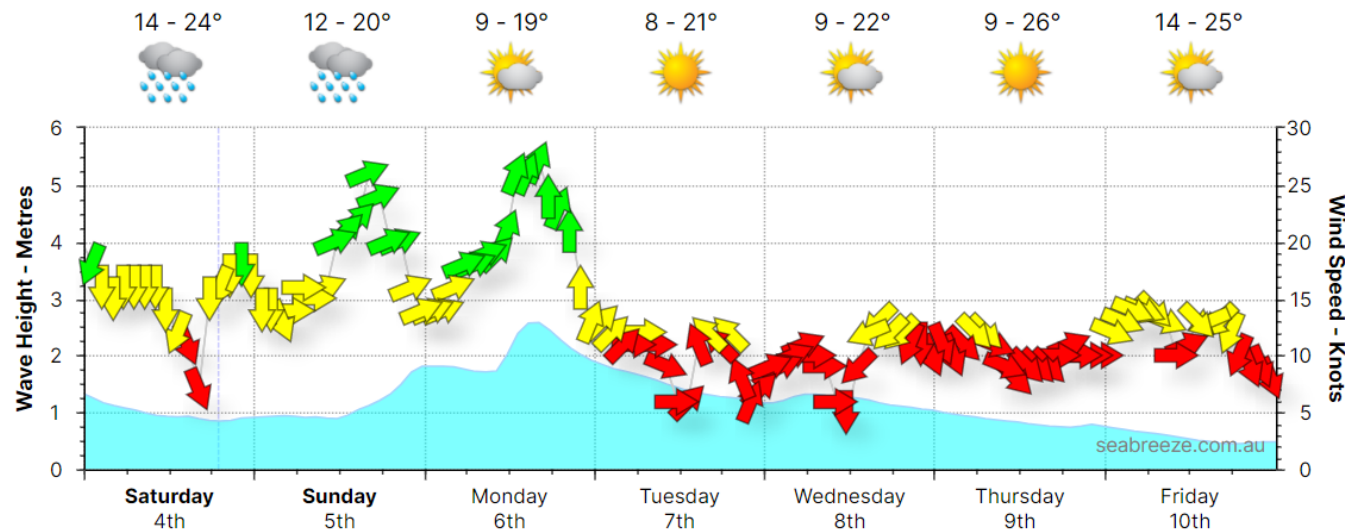 14 - 24° 12 - 20° 9 - 19° 8 - 21° 9 - 22° 9 - 26° 14 - 25°
Wave Height - Metres
6
5
4
3
2
1
0
30
25
20
15
10
5
0
Wind Speed - Knots
seabreeze.com.au
Saturday Sunday Monday Tuesday Wednesday Thursday Friday
4th 5th 6th 7th 8th 9th 10th